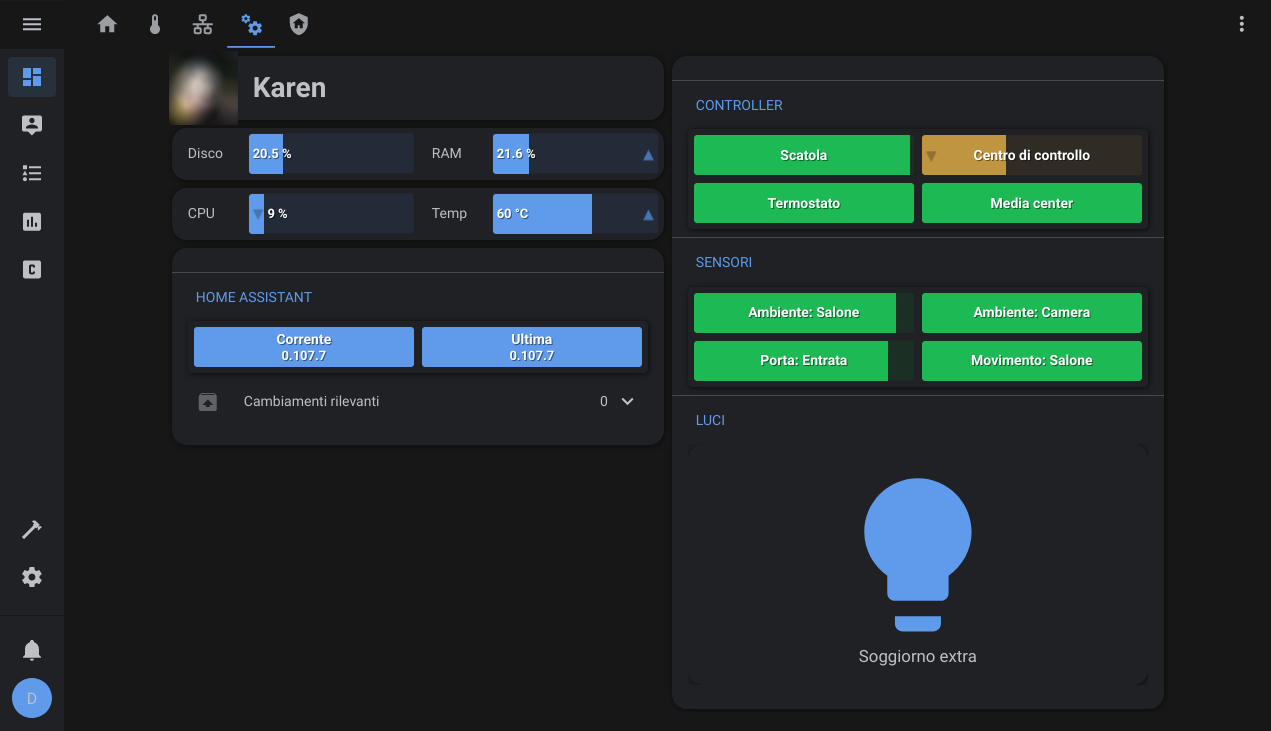 Karen
Disco 20.5 % RAM 21.6 %
CPU 9 % Temp 60 °C
HOME ASSISTANT
Corrente Ultima
0.107.7 0.107.7
Cambiamenti rilevanti 0
CONTROLLER
Scatola Centro di controllo
Termostato Media center
SENSORI
Ambiente: Salone Ambiente: Camera
Porta: Entrata Movimento: Salone
LUCI
Soggiorno extra
C
D